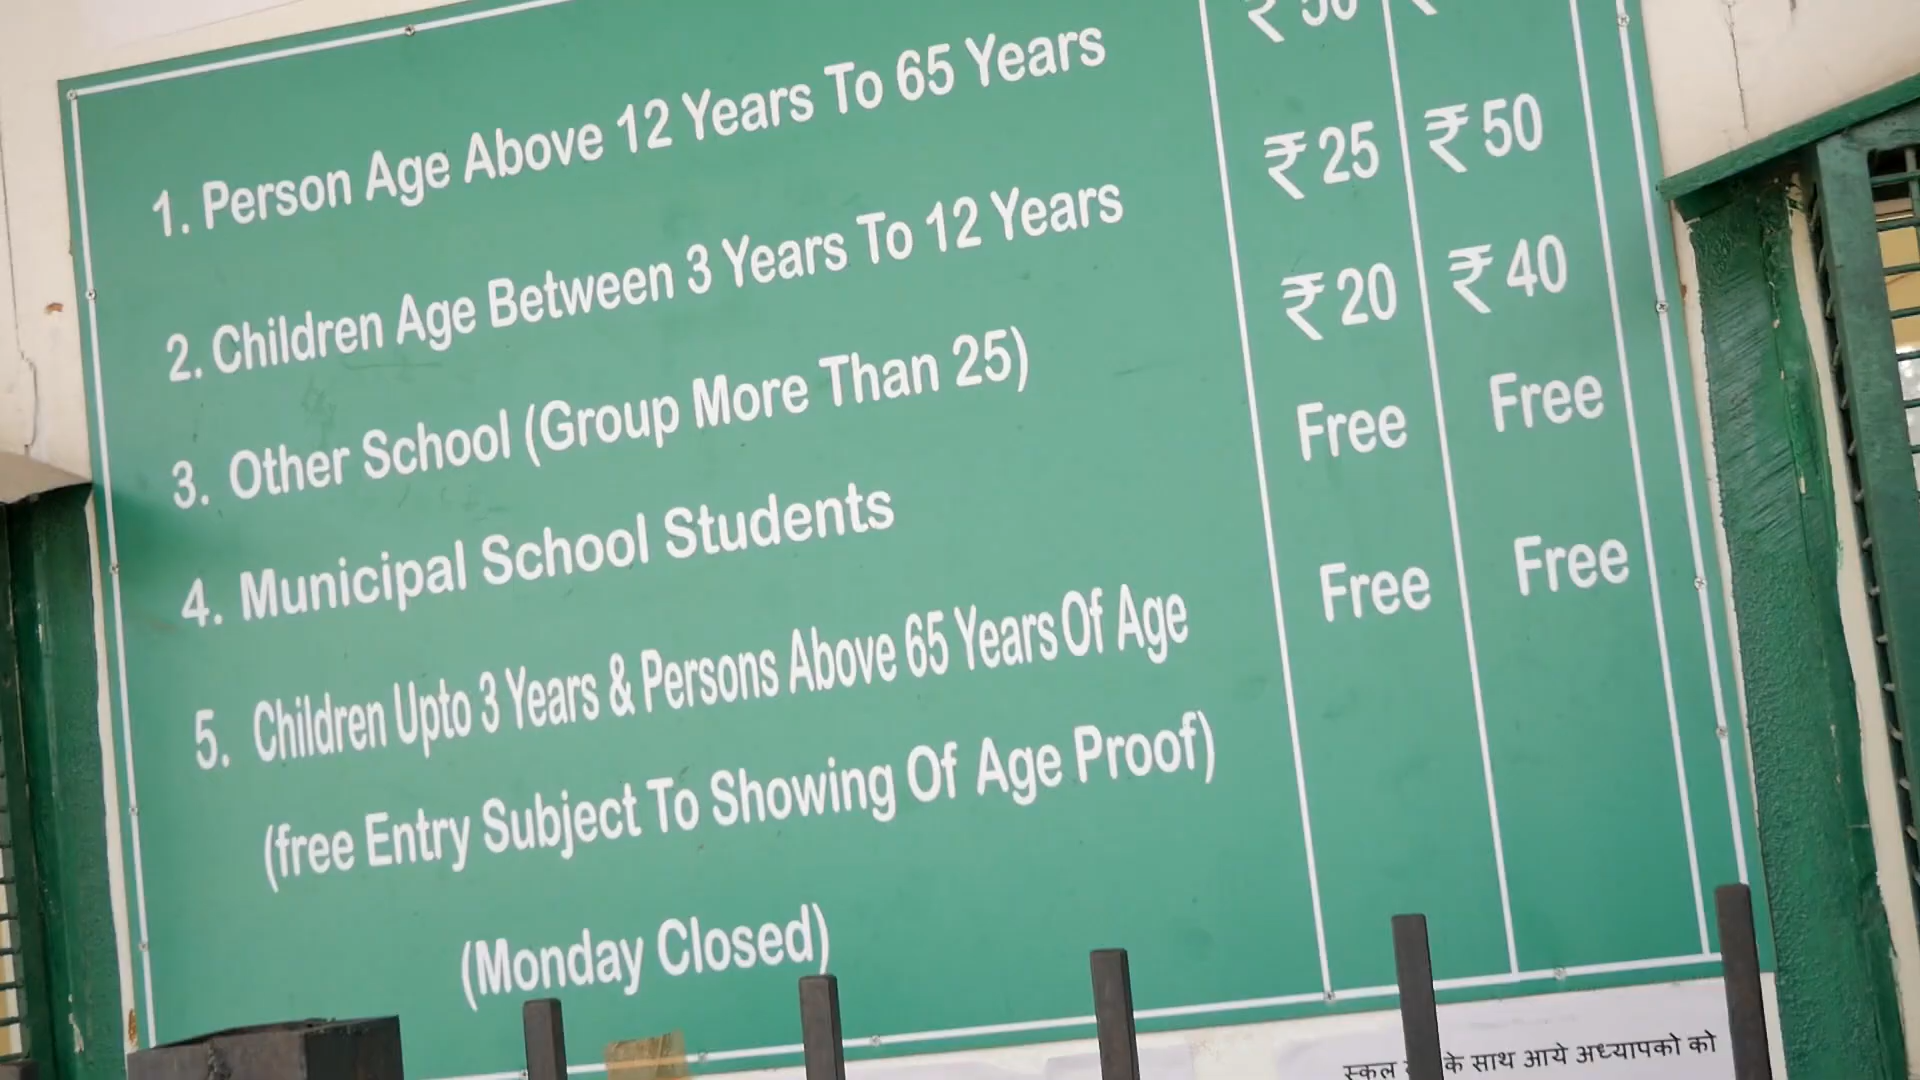 1. Person Age Above 12 Years To 65 Years ₹ 50 ₹
2. Children Age Between 3 Years To 12 Years ₹ 25 ₹ 50
3. Other School (Group More Than 25) ₹ 20 ₹ 40
4. Municipal School Students Free Free
5. Children Upto 3 Years & Persons Above 65 Years Of Age Free Free
(free Entry Subject To Showing Of Age Proof)
(Monday Closed)
के साथ आये अध्यापको को